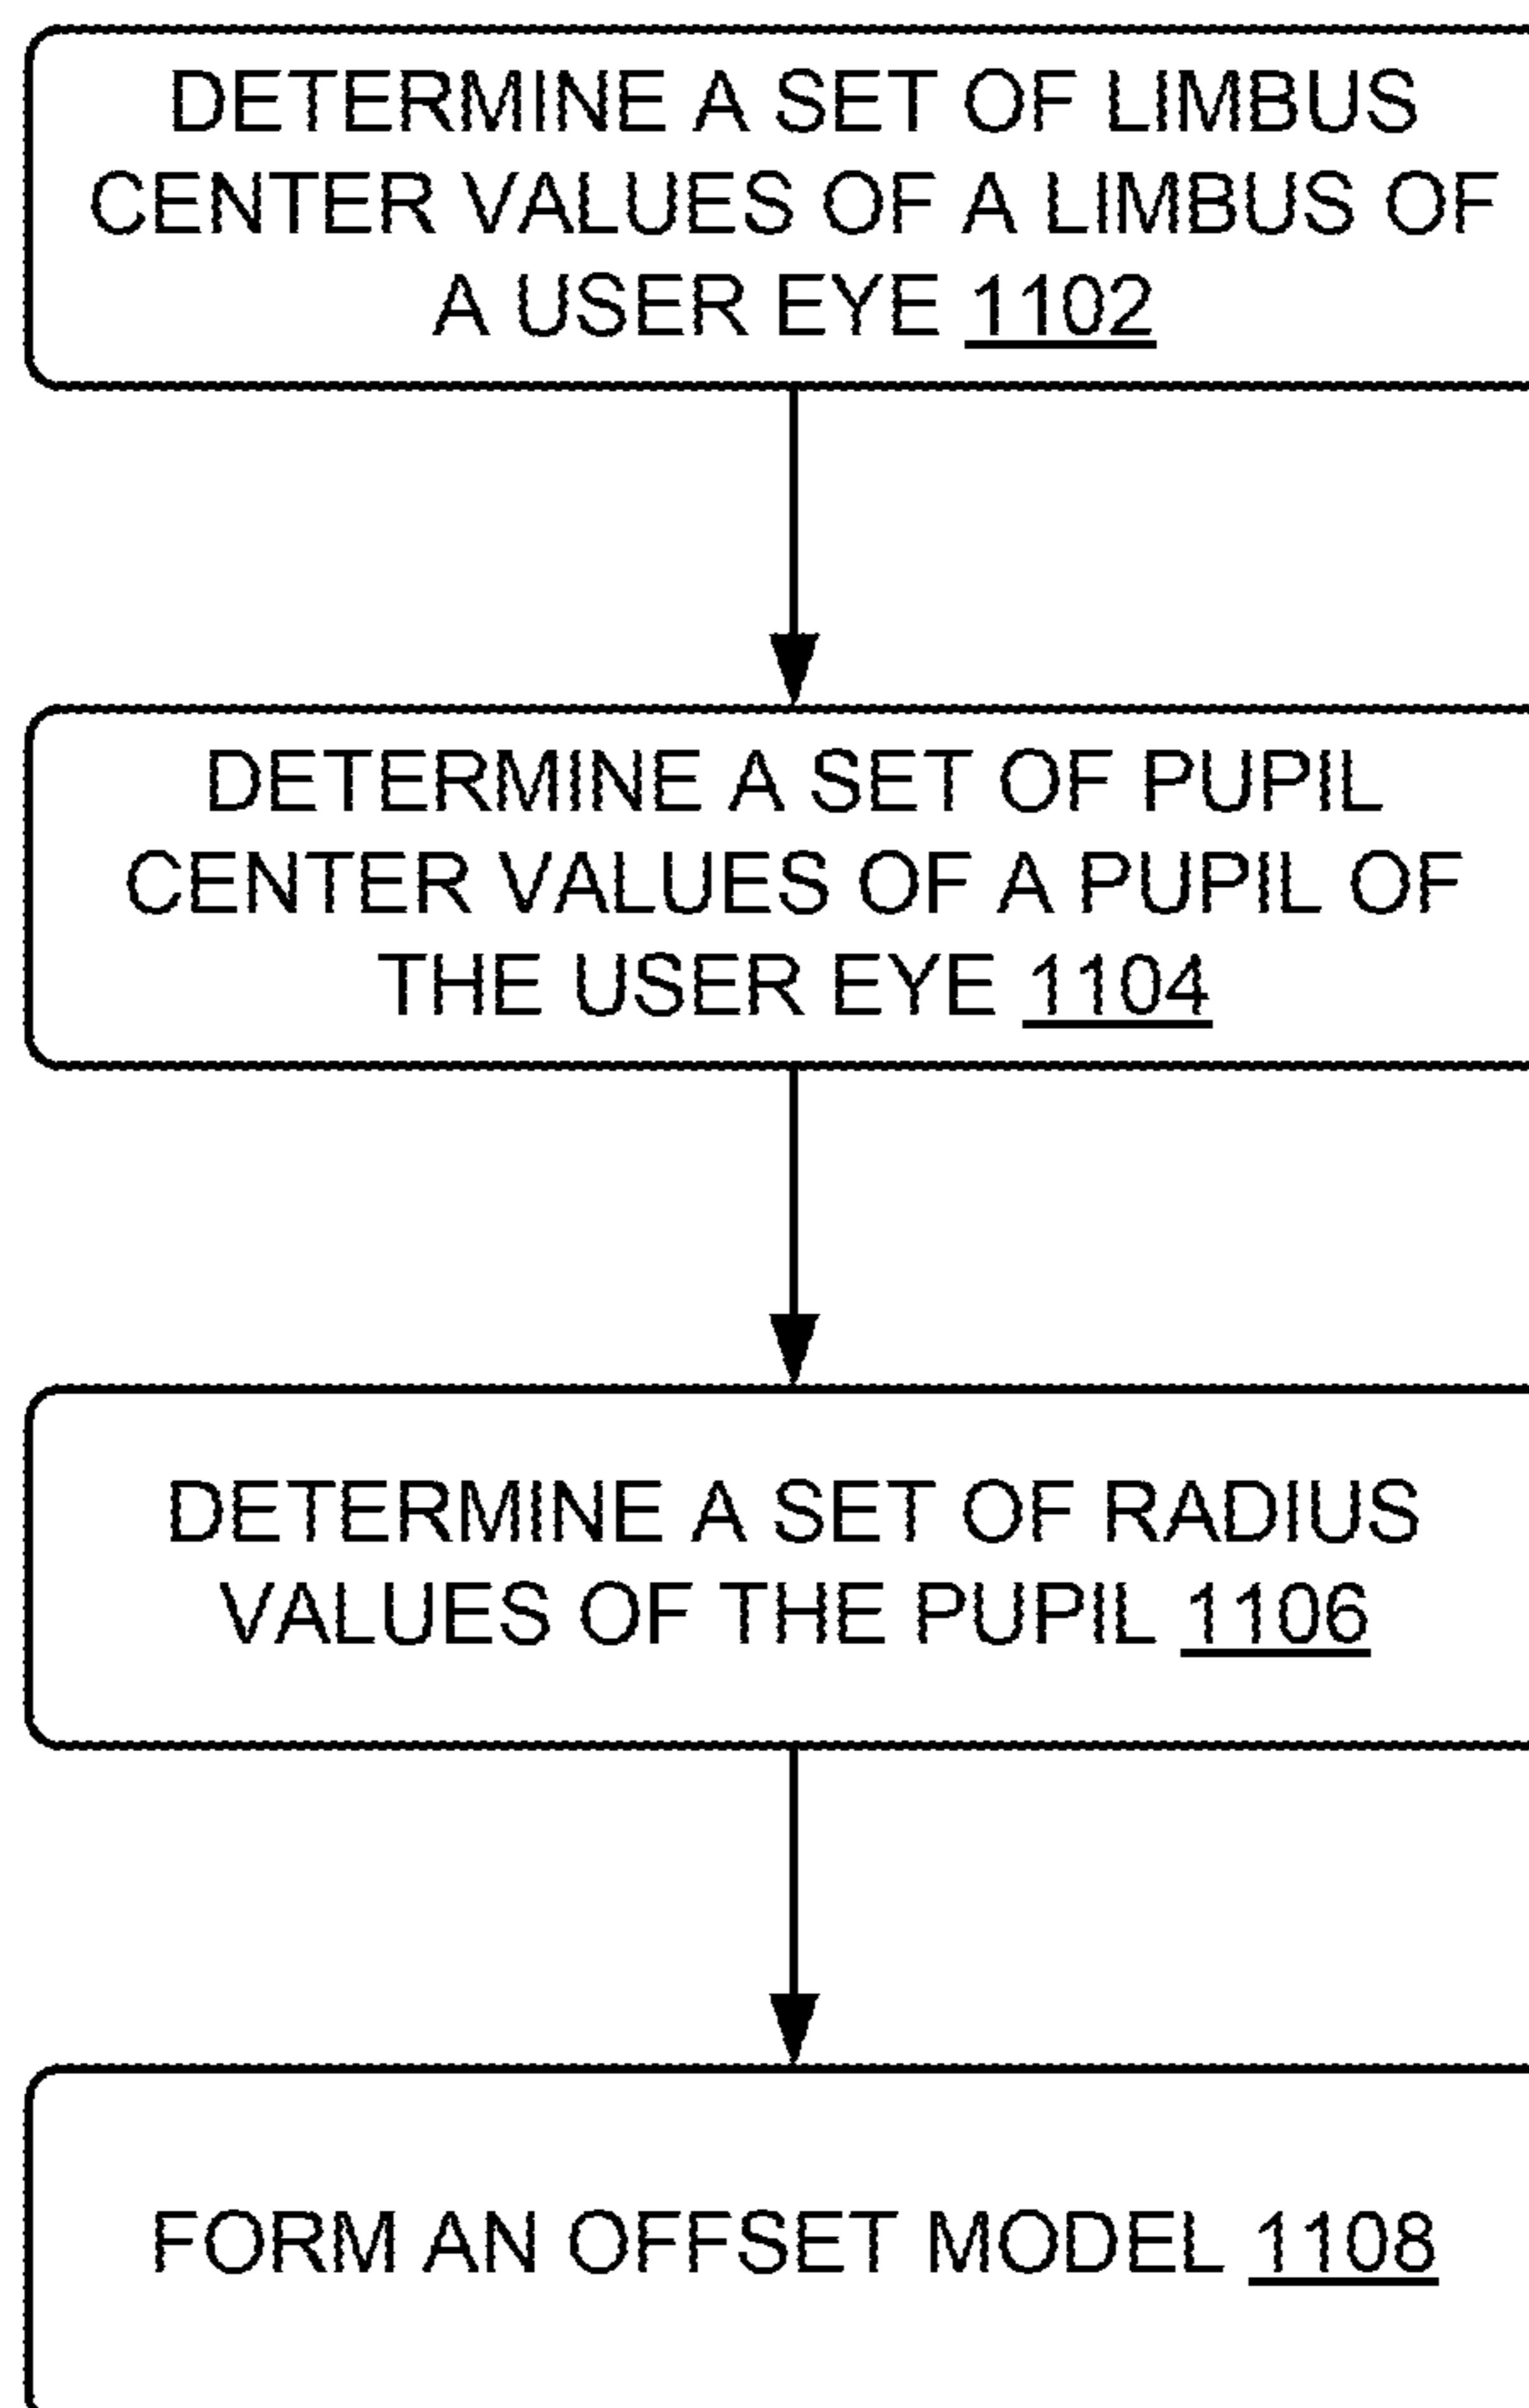 DETERMINE A SET OF LIMBUS
CENTER VALUES OF A LIMBUS OF
A USER EYE 1102
DETERMINE A SET OF PUPIL
CENTER VALUES OF A PUPIL OF
THE USER EYE 1104
DETERMINE A SET OF RADIUS
VALUES OF THE PUPIL 1106
FORM AN OFFSET MODEL 1108